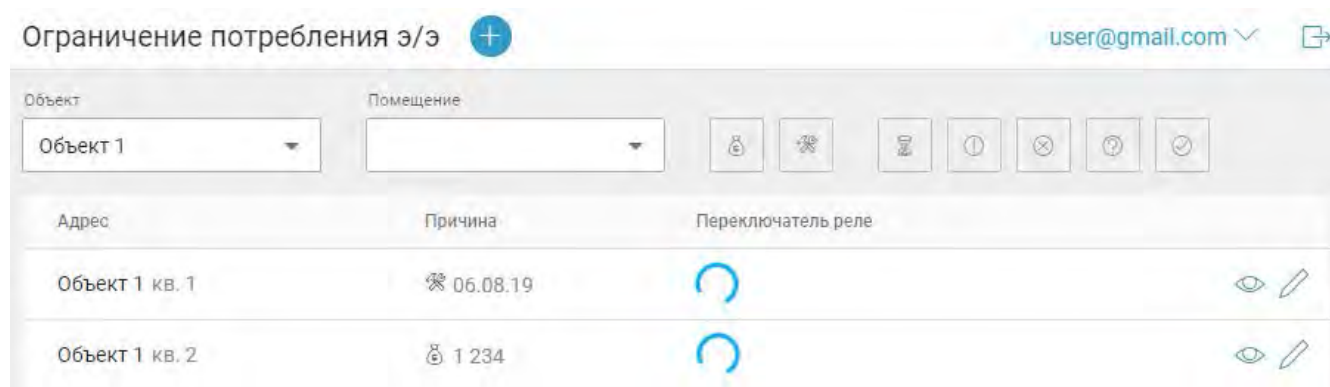 Ограничение потребления э/э
user@gmail.com
Объект Помещение
Объект 1
Адрес Причина Переключатель реле
Объект 1 кв. 1 06.08.19
Объект 1 кв. 2 1 234